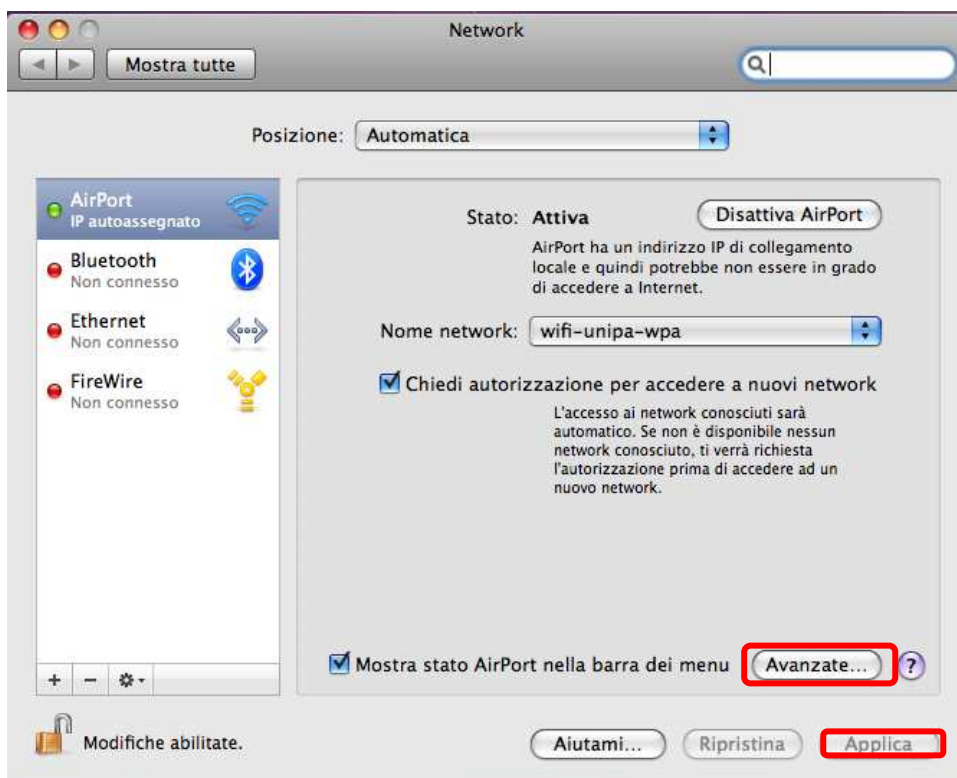 Network
Mostra tutte
Posizione: Automatica
AirPort
IP autoassegnato
Bluetooth
Non connesso
Ethernet
Non connesso
FireWire
Non connesso
Stato: Attiva Disattiva AirPort
AirPort ha un indirizzo IP di collegamento
locale e quindi potrebbe non essere in grado
di accedere a Internet.
Nome network: wifi-unipa-wpa
Chiedi autorizzazione per accedere a nuovi network
L'accesso ai network conosciuti sarà
automatico. Se non è disponibile nessun
network conosciuto, ti verrà richiesta
l'autorizzazione prima di accedere ad un
nuovo network.
Mostra stato AirPort nella barra dei menu Avanzate... ?
Modifiche abilitate.
Aiutami... Ripristina Applica